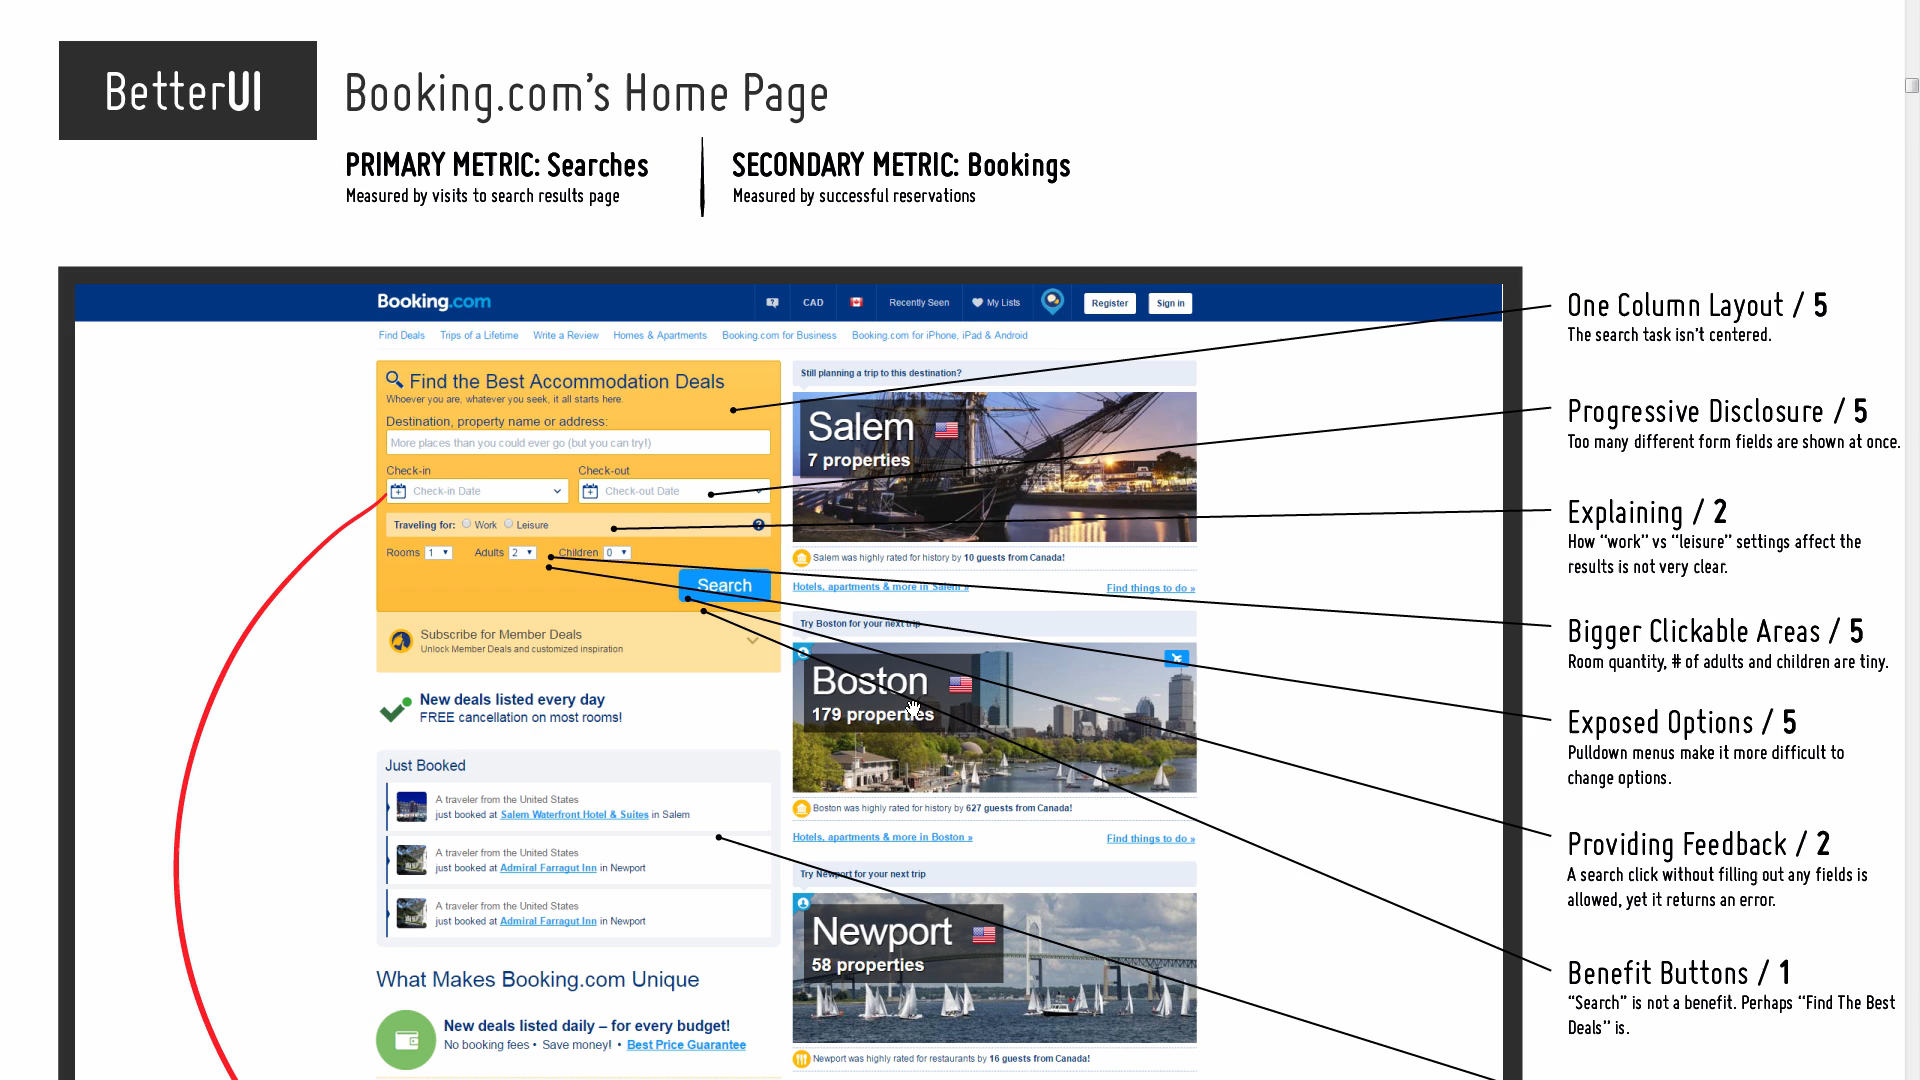 BetterUI
Booking.com's Home Page
PRIMARY METRIC: Searches
Measured by visits to search results page
SECONDARY METRIC: Bookings
Measured by successful reservations
Booking.com
CAD
Recently Seen
My Lists
Register
Sign in
Find Deals
Trips of a Lifetime
Write a Review
Homes & Apartments
Booking.com for Business
Booking.com for iPhone, iPad & Android
Find the Best Accommodation Deals
Whoever you are, whatever you seek, it all starts here.
Destination, property name or address:
More places than you could ever go (but you can try!)
Check-in
Check-out
Check-in Date
Check-out Date
Traveling for: Work Leisure ?
Rooms 1 Adults 2 Children 0
Search
Subscribe for Member Deals
Unlock Member Deals and customized inspiration
New deals listed every day
FREE cancellation on most rooms!
Just Booked
A traveler from the United States
just booked at Salem Waterfront Hotel & Suites in Salem
A traveler from the United States
just booked at Admiral Farragut Inn in Newport
A traveler from the United States
just booked at Admiral Farragut Inn in Newport
What Makes Booking.com Unique
New deals listed daily – for every budget!
No booking fees • Save money! • Best Price Guarantee
Still planning a trip to this destination?
Salem
7 properties
Salem was highly rated for history by 10 guests from Canada!
Hotels, apartments & more in Salem »
Find things to do »
Try Boston for your next trip
Boston
179 properties
Boston was highly rated for history by 627 guests from Canada!
Hotels, apartments & more in Boston »
Find things to do »
Try Newport for your next trip
Newport
58 properties
Newport was highly rated for restaurants by 16 guests from Canada!
One Column Layout / 5
The search task isn't centered.
Progressive Disclosure / 5
Too many different form fields are shown at once.
Explaining / 2
How “work” vs “leisure” settings affect the
results is not very clear.
Bigger Clickable Areas / 5
Room quantity, # of adults and children are tiny.
Exposed Options / 5
Pulldown menus make it more difficult to
change options.
Providing Feedback / 2
A search click without filling out any fields is
allowed, yet it returns an error.
Benefit Buttons / 1
“Search” is not a benefit. Perhaps “Find The Best
Deals” is.